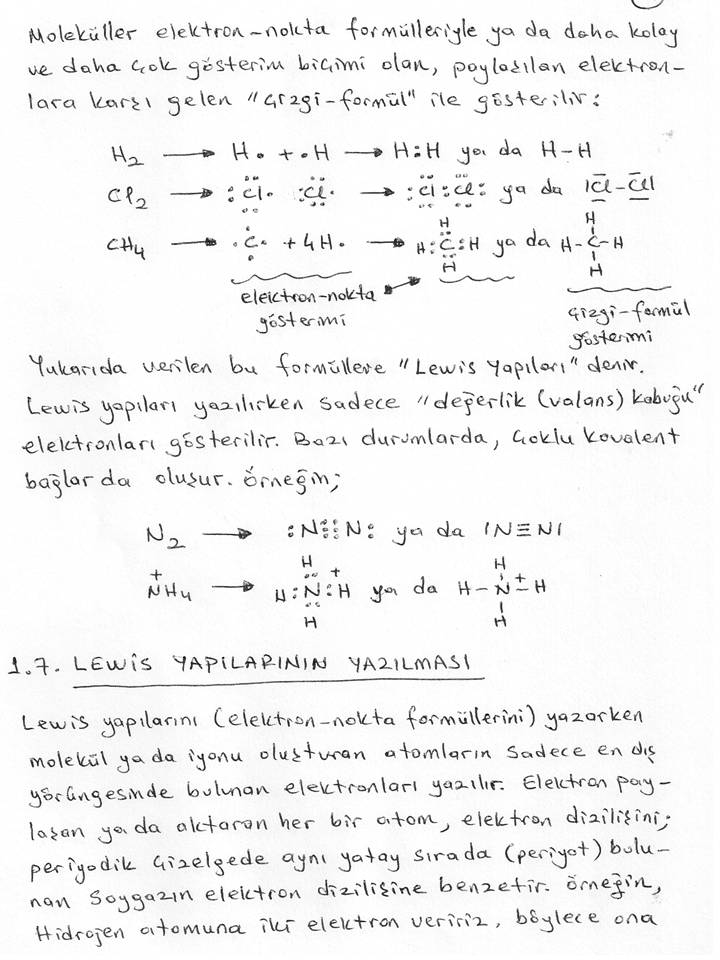 Moleküller elektron-nokta formülleriyle ya da daha kolay
ve daha çok gösterim biçimi olan, paylaşılan elektron-
lara karşı gelen "çizgi-formül" ile gösterilir:
H₂ → H• + •H → H:H ya da H-H
Cl₂ → :Cl• :Cl• → :Cl:Cl: ya da |Cl-Cl|
CH₄ → •C• + 4H• → H:C:H ya da H-C-H
H H
H H
elektron-nokta
gösterimi
çizgi-formül
gösterimi
Yukarıda verilen bu formüllere "Lewis Yapıları" denir.
Lewis yapıları yazılırken sadece "değerlik (valans) kabuğu"
elektronları gösterilir. Bazı durumlarda, çoklu kovalent
bağlar da oluşur. Örneğin;
N₂ → :N⫶⫶N: ya da |N≡N|
H H
⁺NH₄ → H:N:H⁺ ya da H-N⁺-H
H H
1.7. LEWİS YAPILARININ YAZILMASI
Lewis yapılarını (elektron-nokta formüllerini) yazarken
molekül ya da iyonu oluşturan atomların sadece en dış
yörüngesinde bulunan elektronları yazılır. Elektron pay-
laşan ya da aktaran her bir atom, elektron dizilişini;
periyodik çizelgede aynı yatay sırada (periyot) bulu-
nan Soygazın elektron dizilişine benzetir. Örneğin,
Hidrojen atomuna iki elektron veririz, böylece ona